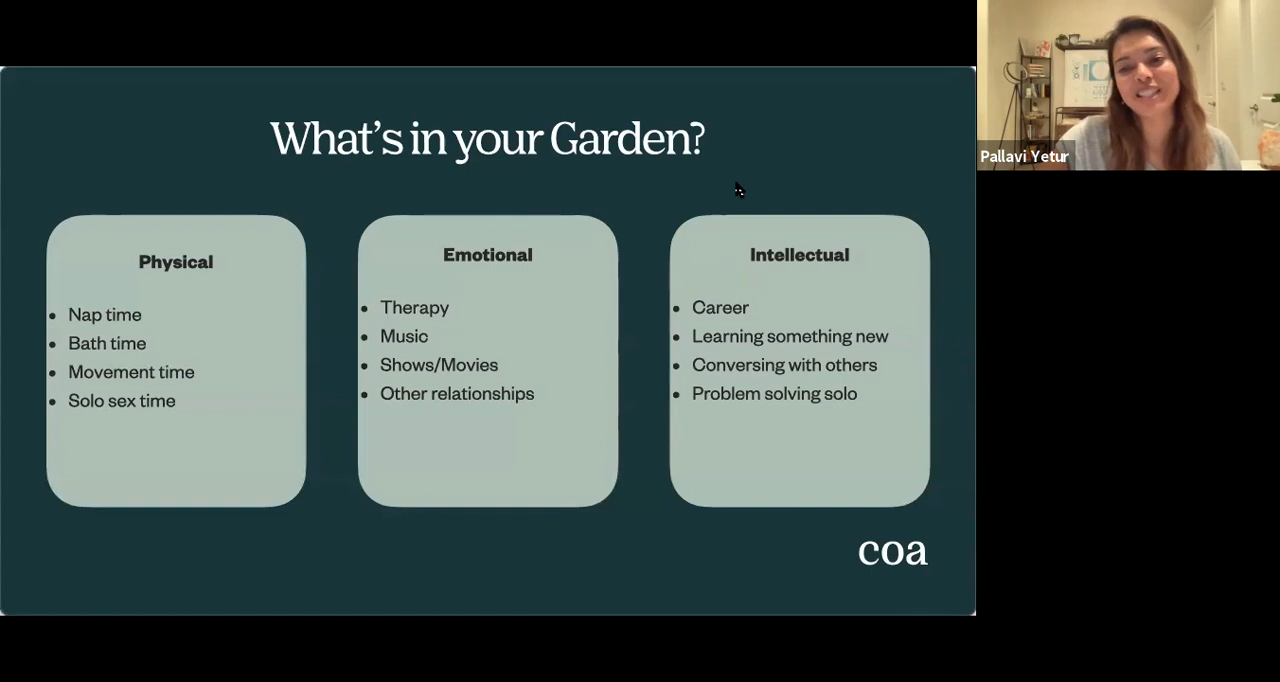 What's in your Garden?
Physical
• Nap time
• Bath time
• Movement time
• Solo sex time
Emotional
• Therapy
• Music
• Shows/Movies
• Other relationships
Intellectual
• Career
• Learning something new
• Conversing with others
• Problem solving solo
coa
Pallavi Yetur